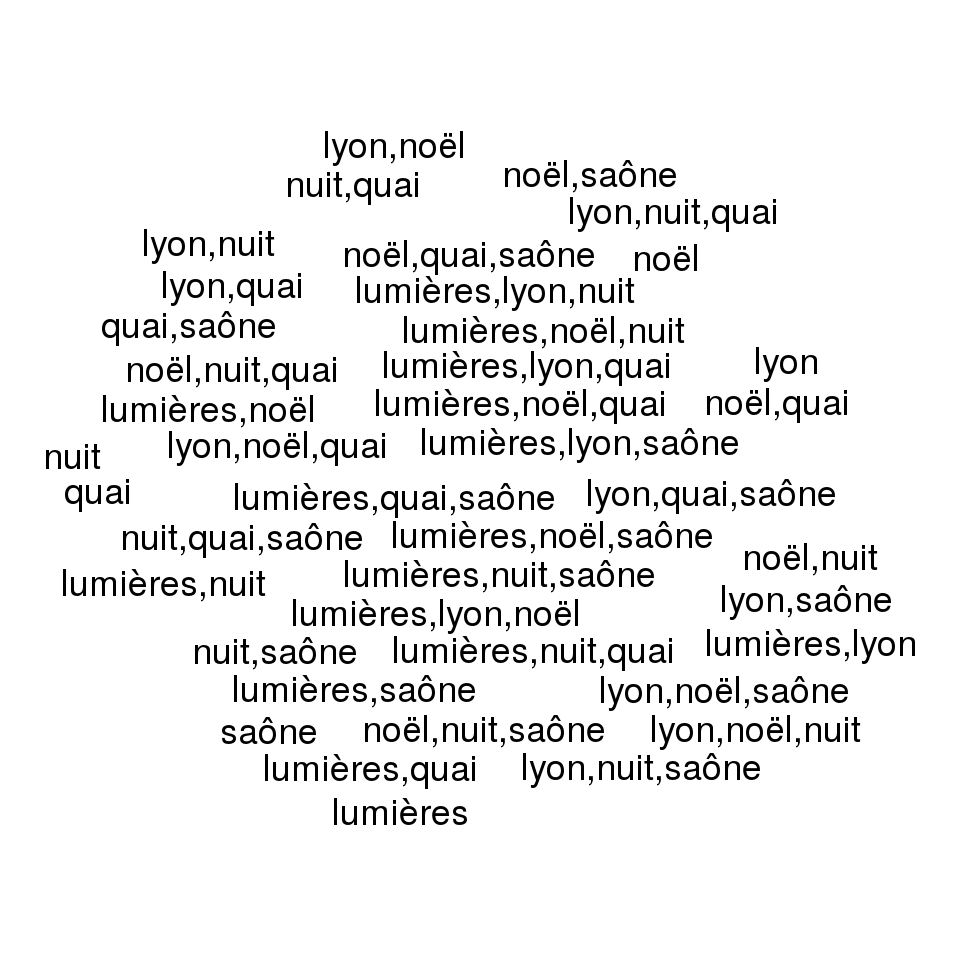 lyon,noël
nuit,quai
noël,saône
lyon,nuit,quai
lyon,nuit
noël,quai,saône
noël
lyon,quai
lumières,lyon,nuit
quai,saône
lumières,noël,nuit
noël,nuit,quai
lumières,lyon,quai
lyon
lumières,noël
lumières,noël,quai
noël,quai
lyon,noël,quai
lumières,lyon,saône
nuit
quai
lumières,quai,saône
lyon,quai,saône
nuit,quai,saône
lumières,noël,saône
noël,nuit
lumières,nuit
lumières,nuit,saône
lyon,saône
lumières,lyon,noël
nuit,saône
lumières,nuit,quai
lumières,lyon
lumières,saône
lyon,noël,saône
saône
noël,nuit,saône
lyon,noël,nuit
lumières,quai
lyon,nuit,saône
lumières